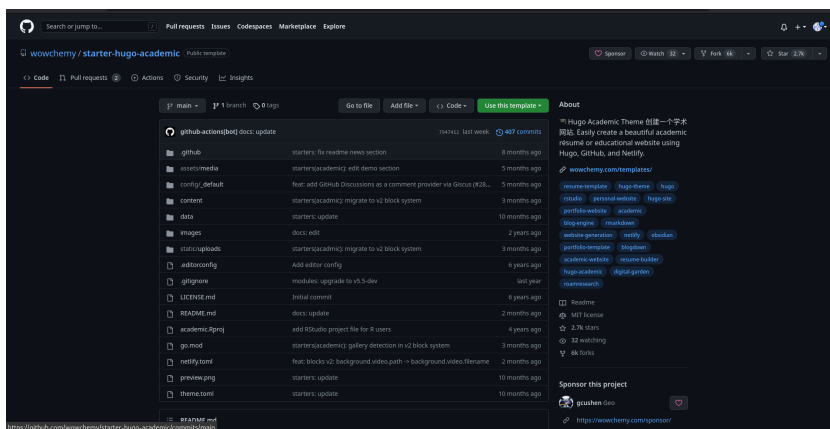 Search or jump to...
/
Pull requests Issues Codespaces Marketplace Explore
wowchemy / starter-hugo-academic Public template
Sponsor
Watch 32
Fork 6k
Star 2.7k
Code
Pull requests 2
Actions
Security
Insights
main
1 branch
0 tags
Go to file
Add file
Code
Use this template
github-actions[bot] docs: update
7947412 last week
407 commits
.github starters: fix readme news section 8 months ago
assets/media starters(academic): edit demo section 5 months ago
config/_default feat: add GitHub Discussions as a comment provider via Giscus (#28... 5 months ago
content starters(acadmic): migrate to v2 block system 3 months ago
data starters: update 10 months ago
images docs: edit 2 years ago
static/uploads starters(acadmic): migrate to v2 block system 3 months ago
.editorconfig Add editor config 6 years ago
.gitignore modules: upgrade to v5.5-dev last year
LICENSE.md Initial commit 6 years ago
README.md docs: update 2 months ago
academic.Rproj add RStudio project file for R users 4 years ago
go.mod starters(academic): gallery detection in v2 block system 3 months ago
netlify.toml feat: blocks v2: background.video.path -> background.video.filename 2 months ago
preview.png starters: update 10 months ago
theme.toml starters: update 10 months ago
README.md
About
Hugo Academic Theme 创建一个学术
网站. Easily create a beautiful academic
résumé or educational website using
Hugo, GitHub, and Netlify.
wowchemy.com/templates/
resume-template hugo-theme hugo
rstudio personal-website hugo-site
portfolio-website academic
blog-engine rmarkdown
website-generation netlify obsidian
portfolio-template blogdown
academic-website resume-builder
hugo-academic digital-garden
roamresearch
Readme
MIT license
2.7k stars
32 watching
6k forks
Sponsor this project
gcushen Geo
https://wowchemy.com/sponsor/
https://github.com/wowchemy/starter-hugo-academic/commits/main